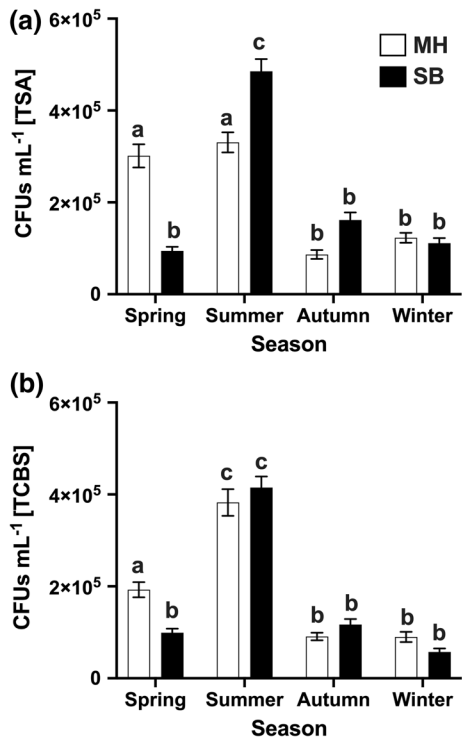 (a)
6×10⁵
4×10⁵
2×10⁵
0
CFUs mL⁻¹ [TSA]
MH
SB
a b a c b b b b
Spring Summer Autumn Winter
Season
(b)
6×10⁵
4×10⁵
2×10⁵
0
CFUs mL⁻¹ [TCBS]
a b c c b b b b
Spring Summer Autumn Winter
Season